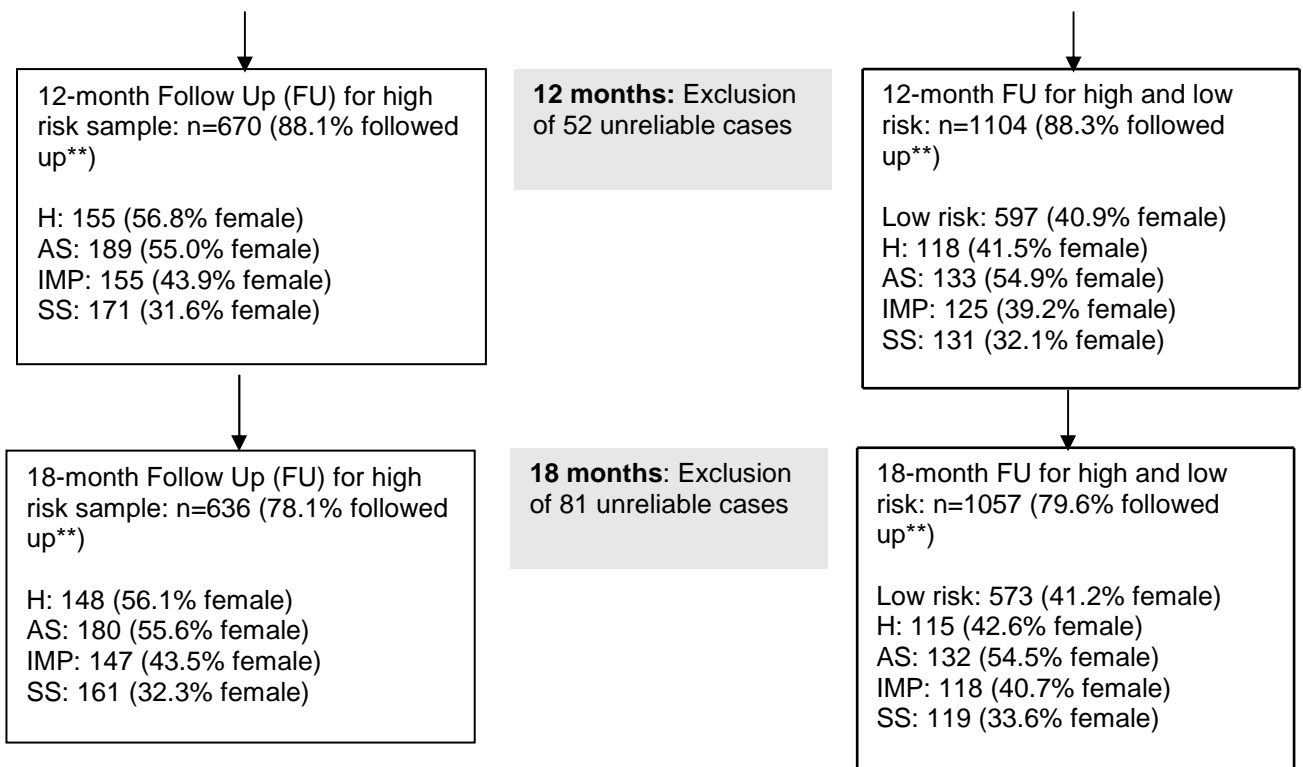 12-month Follow Up (FU) for high
risk sample: n=670 (88.1% followed
up**)
H: 155 (56.8% female)
AS: 189 (55.0% female)
IMP: 155 (43.9% female)
SS: 171 (31.6% female)
12 months: Exclusion
of 52 unreliable cases
12-month FU for high and low
risk: n=1104 (88.3% followed
up**)
Low risk: 597 (40.9% female)
H: 118 (41.5% female)
AS: 133 (54.9% female)
IMP: 125 (39.2% female)
SS: 131 (32.1% female)
18-month Follow Up (FU) for high
risk sample: n=636 (78.1% followed
up**)
H: 148 (56.1% female)
AS: 180 (55.6% female)
IMP: 147 (43.5% female)
SS: 161 (32.3% female)
18 months: Exclusion
of 81 unreliable cases
18-month FU for high and low
risk: n=1057 (79.6% followed
up**)
Low risk: 573 (41.2% female)
H: 115 (42.6% female)
AS: 132 (54.5% female)
IMP: 118 (40.7% female)
SS: 119 (33.6% female)